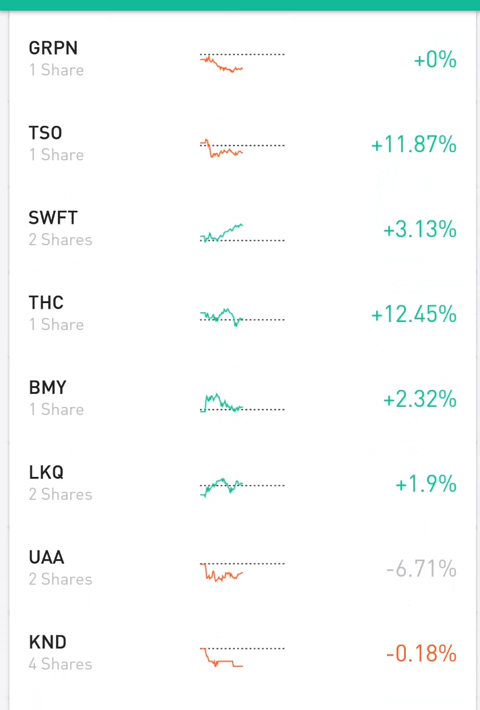 GRPN
1 Share
+0%
TSO
1 Share
+11.87%
SWFT
2 Shares
+3.13%
THC
1 Share
+12.45%
BMY
1 Share
+2.32%
LKQ
2 Shares
+1.9%
UAA
2 Shares
-6.71%
KND
4 Shares
-0.18%